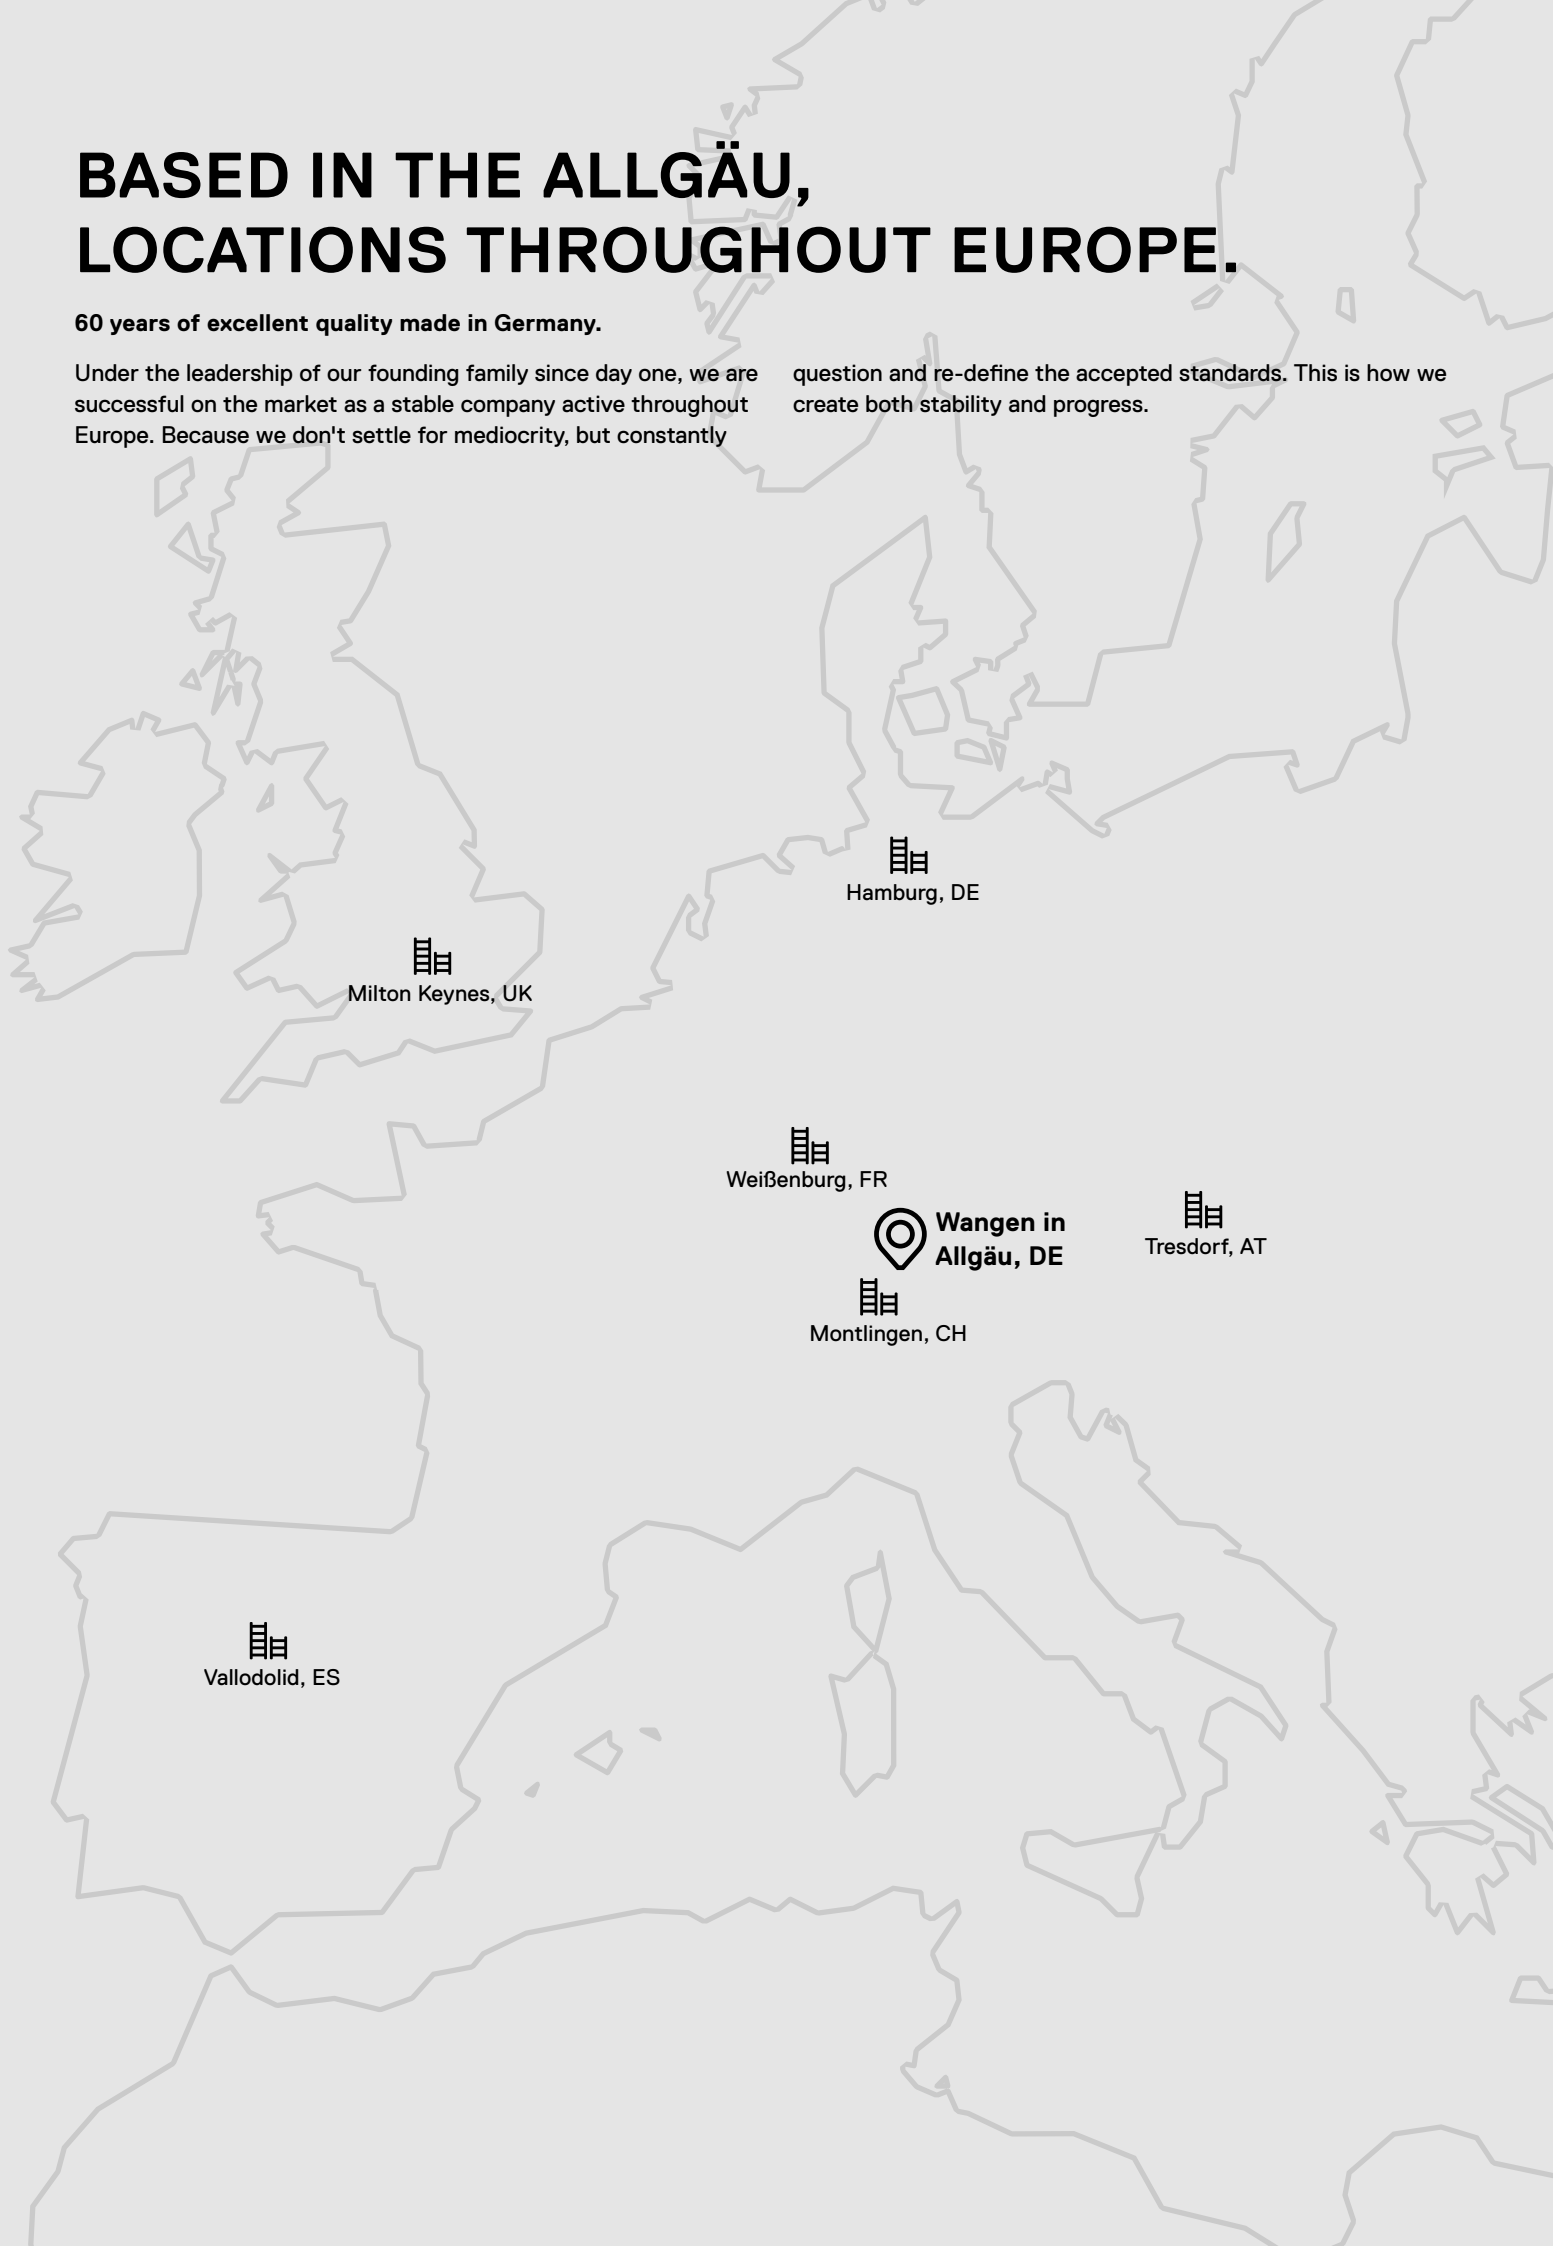 BASED IN THE ALLGÄU,
LOCATIONS THROUGHOUT EUROPE.
60 years of excellent quality made in Germany.
Under the leadership of our founding family since day one, we are
successful on the market as a stable company active throughout
Europe. Because we don't settle for mediocrity, but constantly
question and re-define the accepted standards. This is how we
create both stability and progress.
Hamburg, DE
Milton Keynes, UK
Weißenburg, FR
Wangen in
Allgäu, DE
Tresdorf, AT
Montlingen, CH
Vallodolid, ES